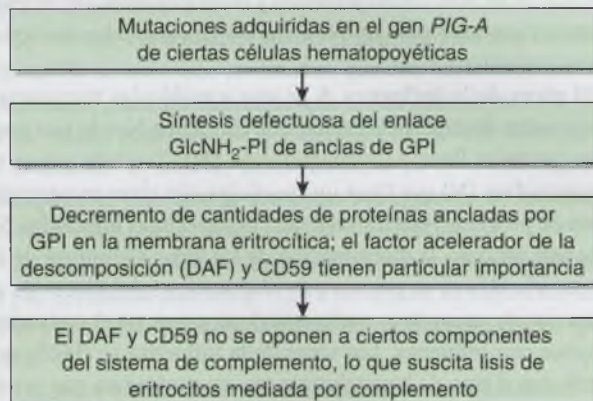 Mutaciones adquiridas en el gen PIG-A
de ciertas células hematopoyéticas
Síntesis defectuosa del enlace
GlcNH₂-PI de anclas de GPI
Decremento de cantidades de proteínas ancladas por
GPI en la membrana eritrocítica; el factor acelerador de la
descomposición (DAF) y CD59 tienen particular importancia
El DAF y CD59 no se oponen a ciertos componentes
del sistema de complemento, lo que suscita lisis de
eritrocitos mediada por complemento